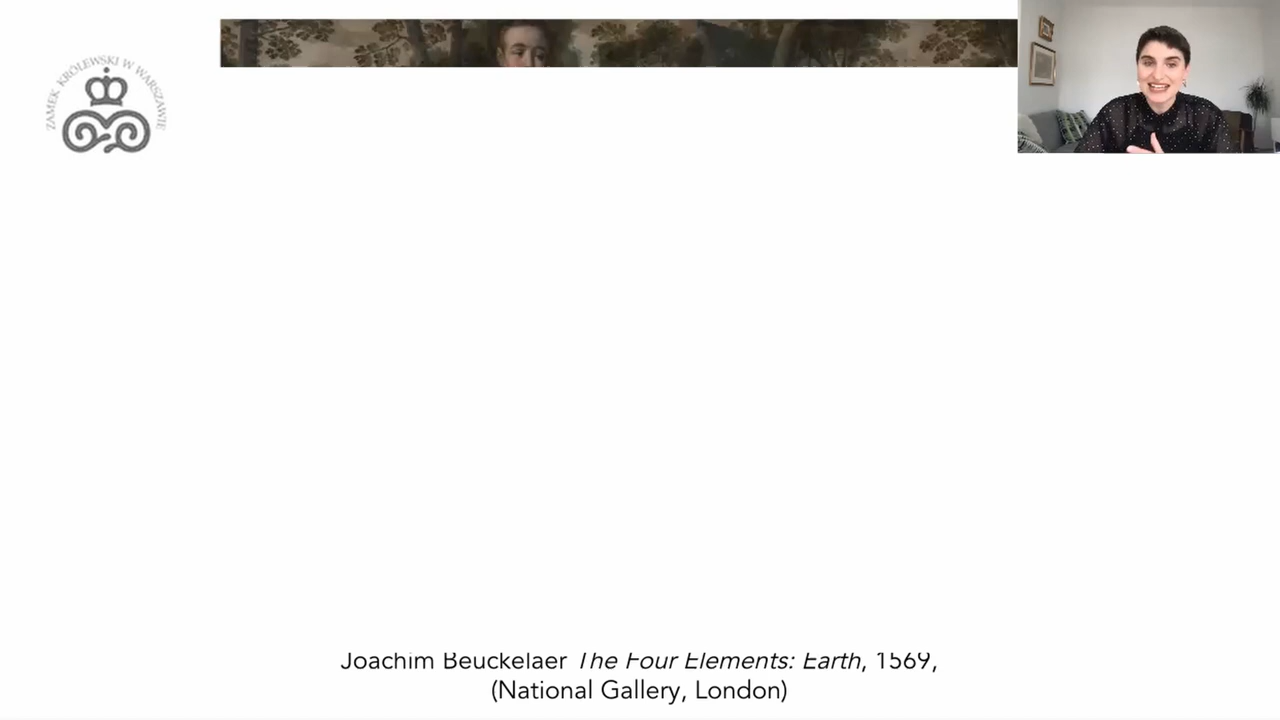 ZAMEK KRÓLEWSKI W WARSZAWIE
Joachim Beuckelaer The Four Elements: Earth, 1569,
(National Gallery, London)